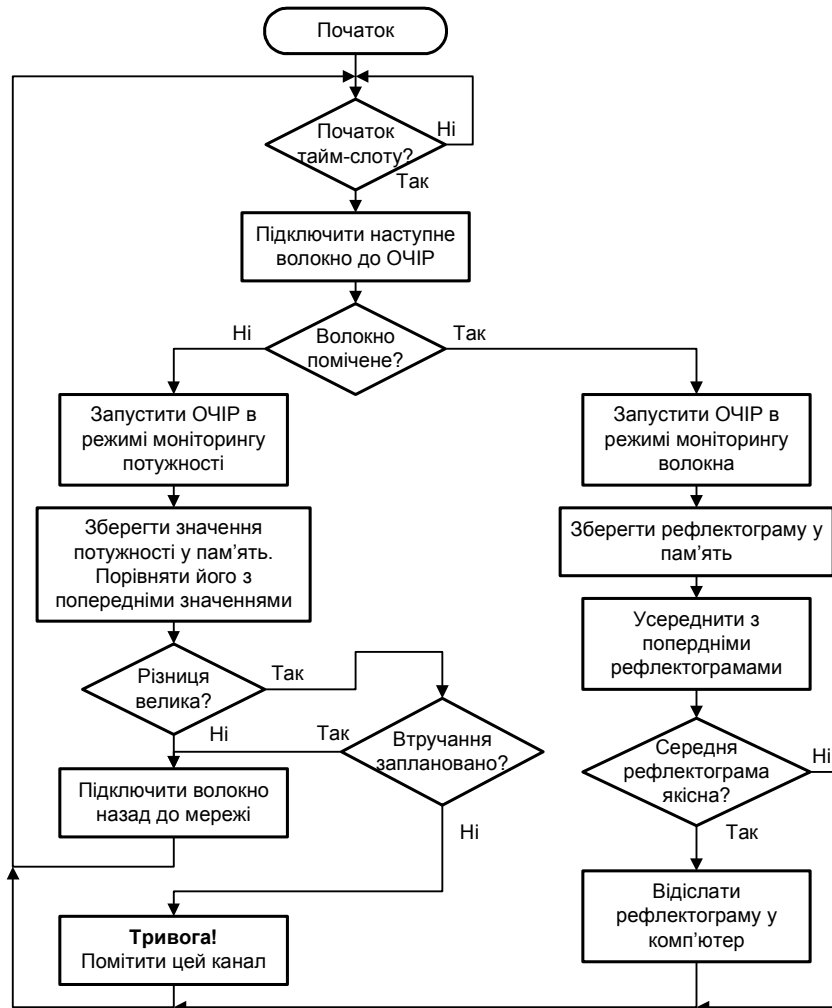 Початок
Початок
тайм-слоту?
Ні
Так
Підключити наступне
волокно до ОЧІР
Волокно
помічене?
Ні
Так
Запустити ОЧІР в
режимі моніторингу
потужності
Зберегти значення
потужності у пам’ять.
Порівняти його з
попередніми значеннями
Різниця
велика?
Так
Ні
Втручання
заплановано?
Так
Ні
Підключити волокно
назад до мережі
Тривога!
Помітити цей канал
Запустити ОЧІР в
режимі моніторингу
волокна
Зберегти рефлектограму у
пам’ять
Усереднити з
попердніми
рефлектограмами
Середня
рефлектограма
якісна?
Ні
Так
Відіслати
рефлектограму у
комп’ютер